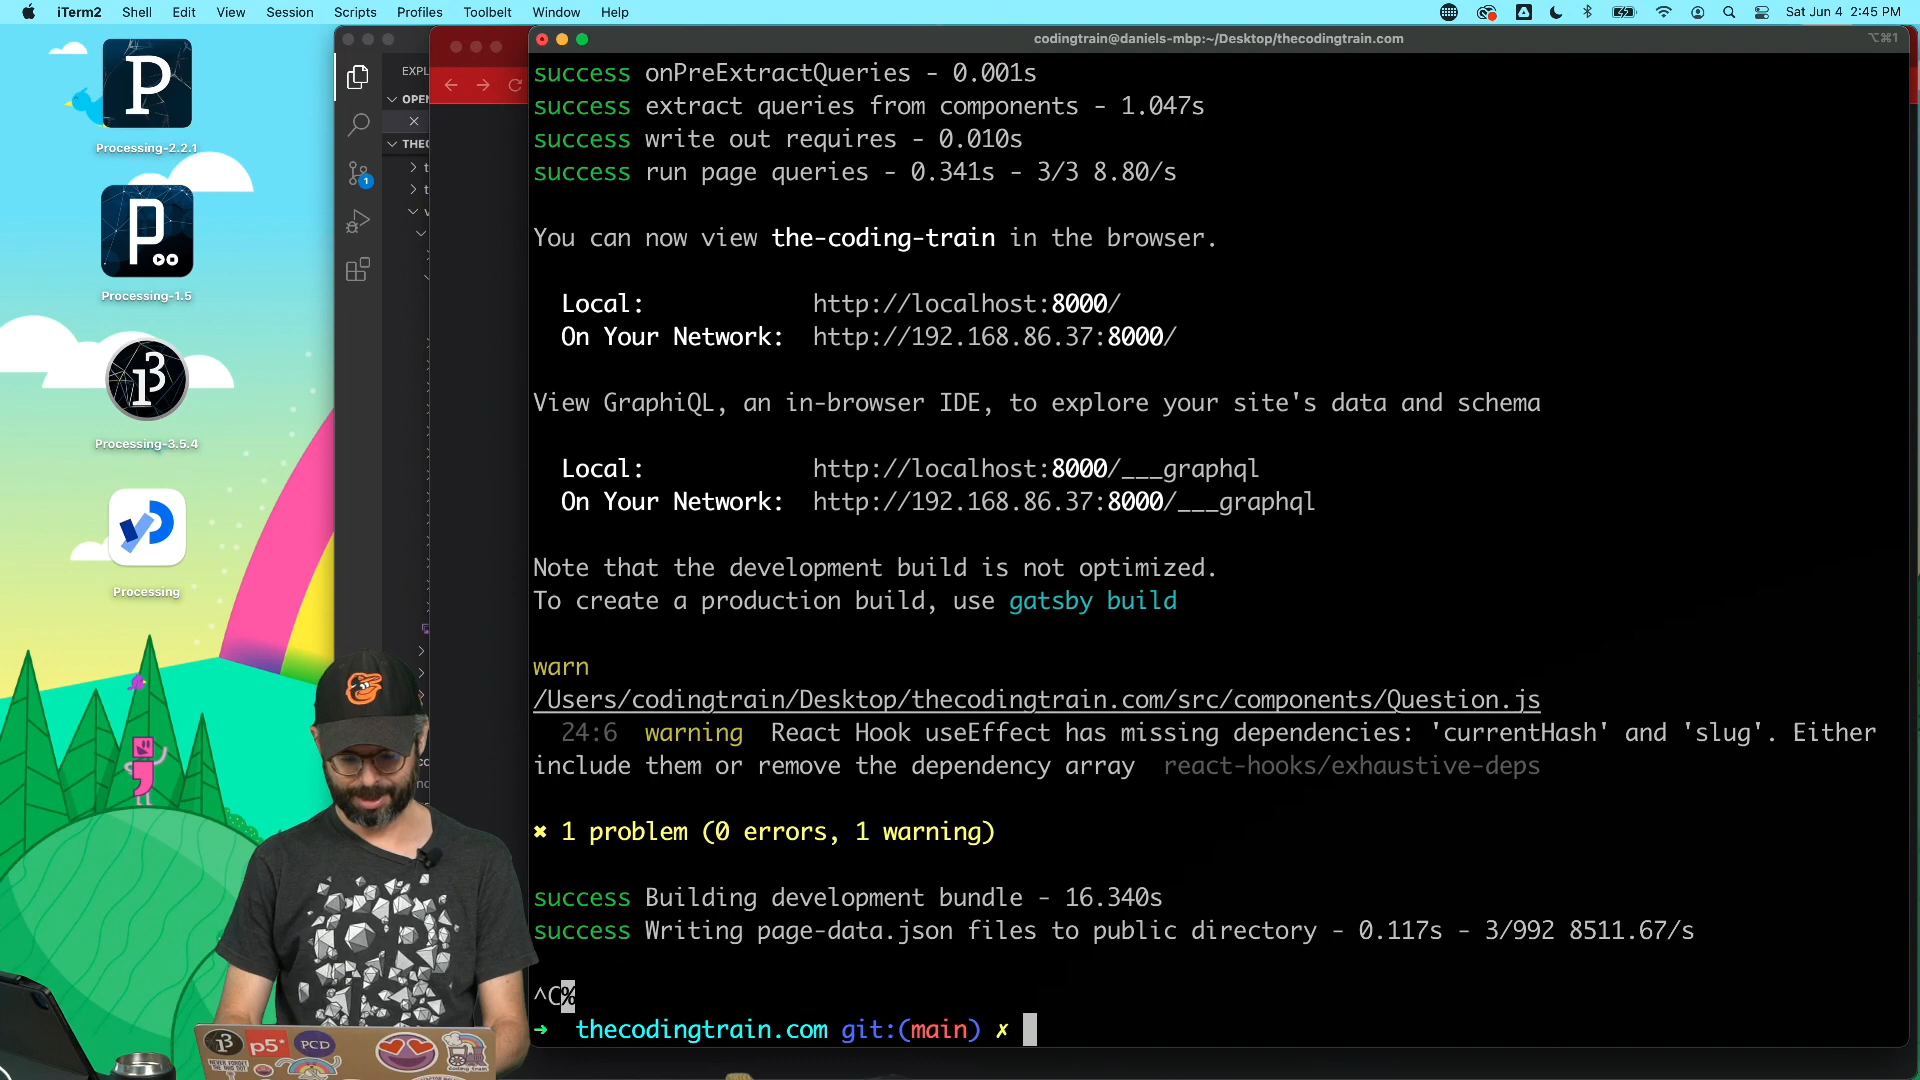 iTerm2 Shell Edit View Session Scripts Profiles Toolbelt Window Help Sat Jun 4 2:45 PM
codingtrain@daniels-mbp:~/Desktop/thecodingtrain.com ⌥⌘1
Processing-2.2.1
Processing-1.5
Processing-3.5.4
Processing
EXPL
OPEN
THEC
1
success onPreExtractQueries - 0.001s
success extract queries from components - 1.047s
success write out requires - 0.010s
success run page queries - 0.341s - 3/3 8.80/s
You can now view the-coding-train in the browser.
Local: http://localhost:8000/
On Your Network: http://192.168.86.37:8000/
View GraphiQL, an in-browser IDE, to explore your site's data and schema
Local: http://localhost:8000/___graphql
On Your Network: http://192.168.86.37:8000/___graphql
Note that the development build is not optimized.
To create a production build, use gatsby build
warn
/Users/codingtrain/Desktop/thecodingtrain.com/src/components/Question.js
24:6 warning React Hook useEffect has missing dependencies: 'currentHash' and 'slug'. Either
include them or remove the dependency array react-hooks/exhaustive-deps
✖ 1 problem (0 errors, 1 warning)
success Building development bundle - 16.340s
success Writing page-data.json files to public directory - 0.117s - 3/992 8511.67/s
^C%
➜ thecodingtrain.com git:(main) ✗
p5*
PCD